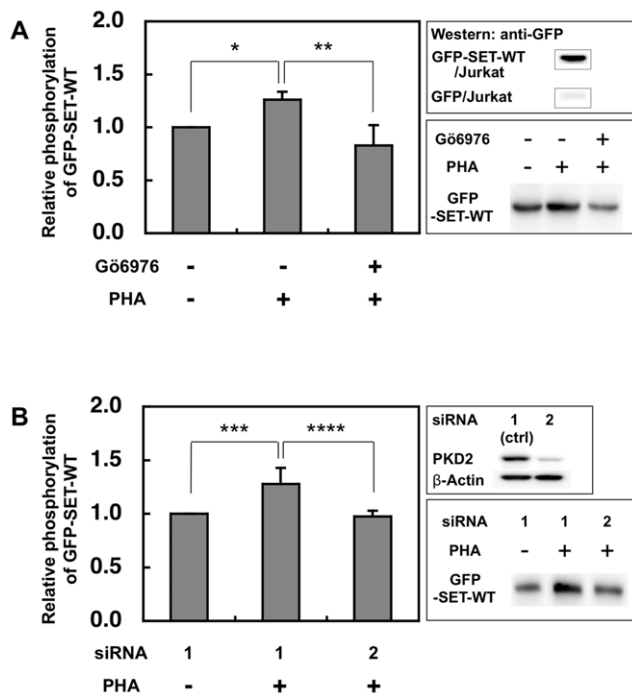 A
Relative phosphorylation
of GFP-SET-WT
2.0
1.5
1.0
0.5
0.0
* **
Gö6976 - - +
PHA - + +
Western: anti-GFP
GFP-SET-WT
/Jurkat
GFP/Jurkat
Gö6976 - - +
PHA - + +
GFP
-SET-WT
B
Relative phosphorylation
of GFP-SET-WT
2.0
1.5
1.0
0.5
0.0
*** ****
siRNA 1 1 2
PHA - + +
siRNA 1 2
(ctrl)
PKD2
β-Actin
siRNA 1 1 2
PHA - + +
GFP
-SET-WT